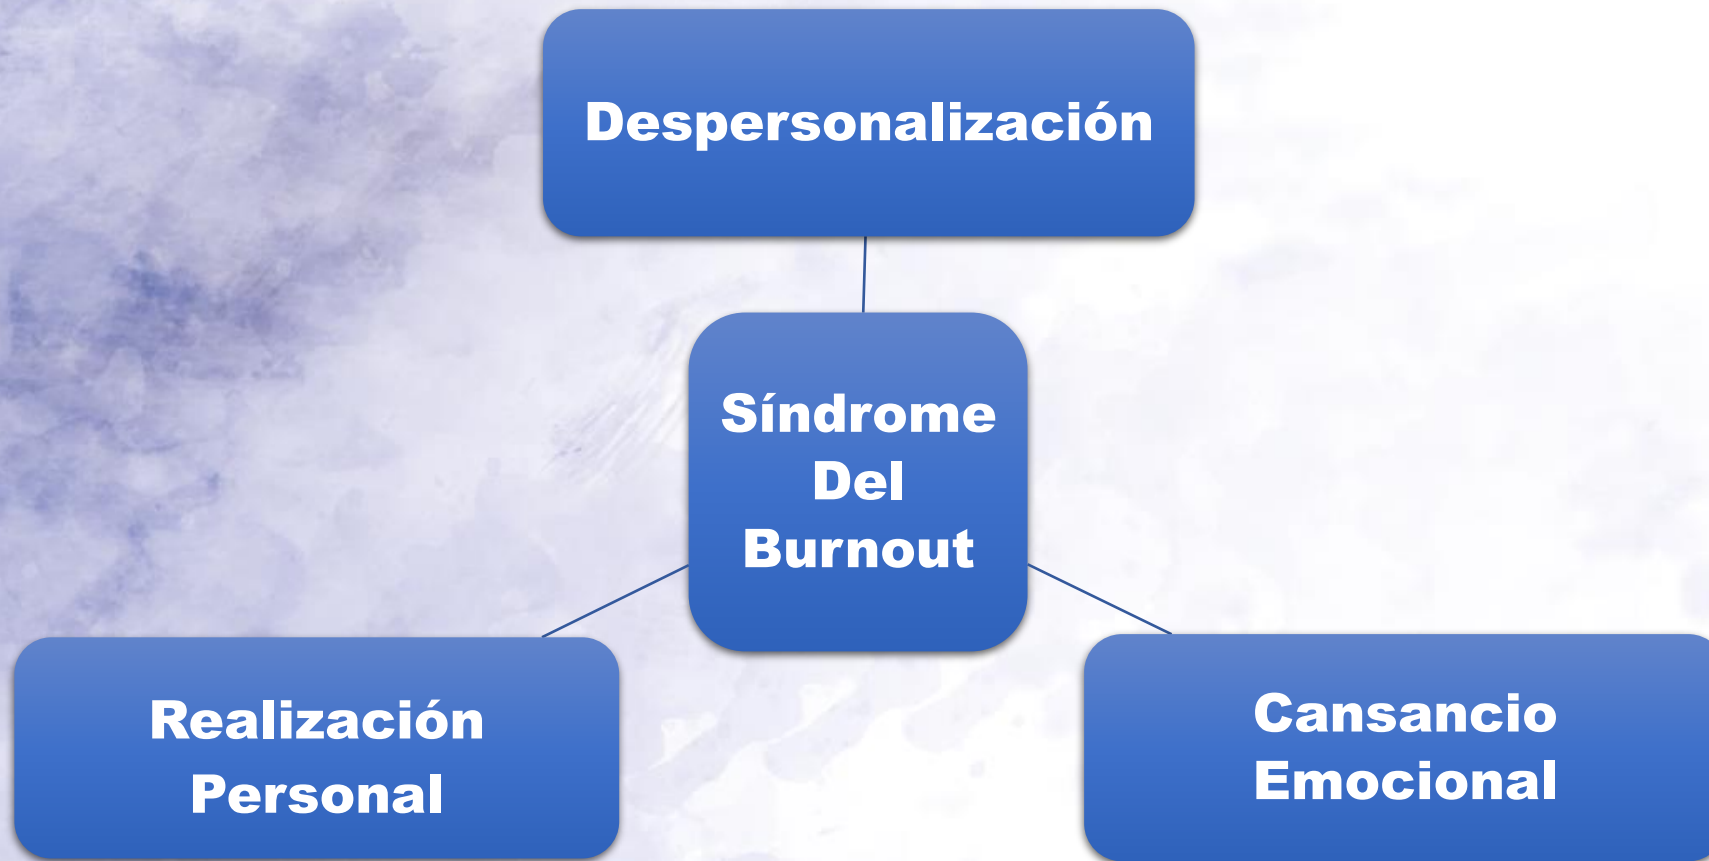 Despersonalización
Síndrome
Del
Burnout
Realización
Personal
Cansancio
Emocional